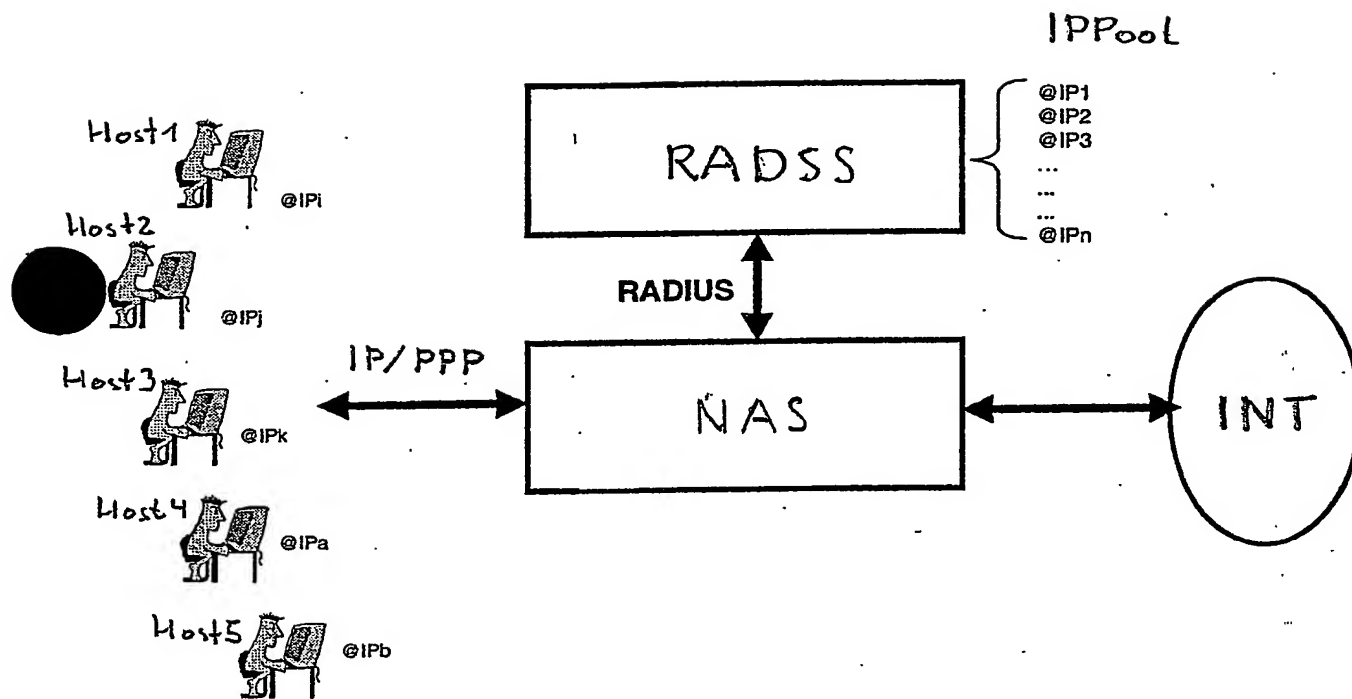 IPPool
@IP1
@IP2
@IP3
...
...
...
@IPn
RADSS
Host1
@IPi
Host2
@IPj
RADIUS
IP/PPP
Host3
@IPk
NAS
INT
Host4
@IPa
Host5
@IPb